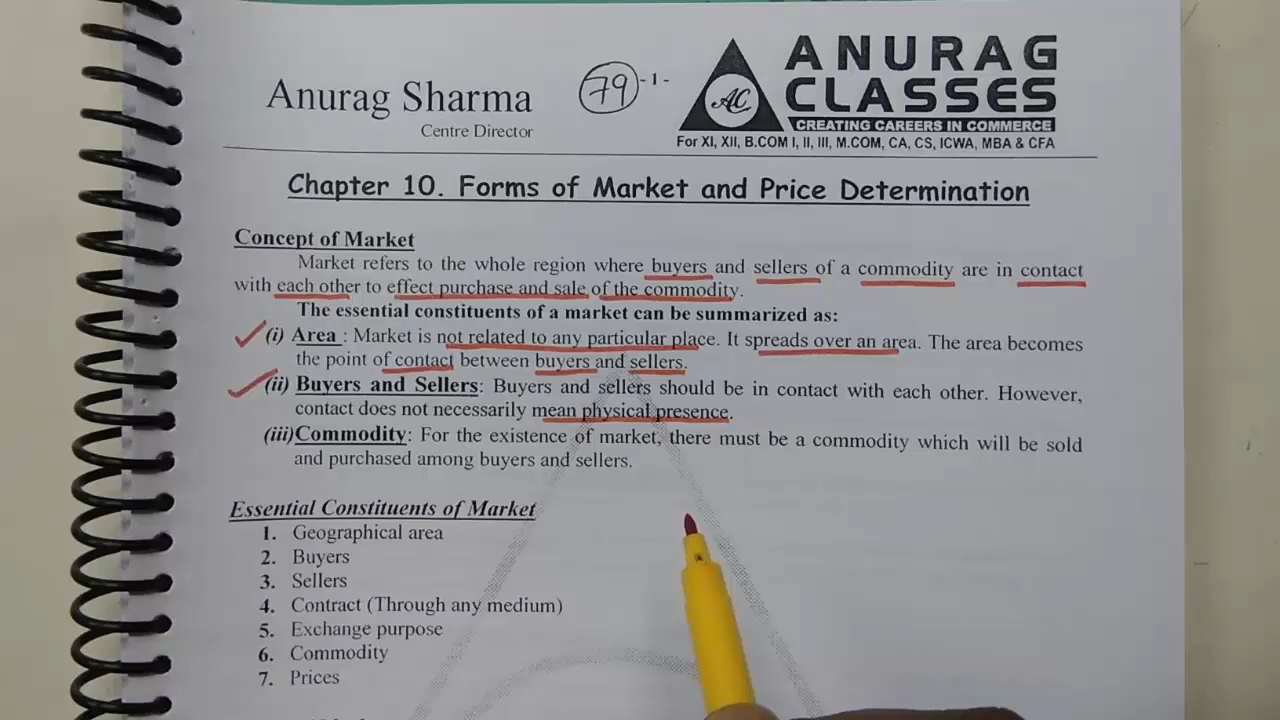 Anurag Sharma
Centre Director
79
-1-
AC
ANURAG
CLASSES
CREATING CAREERS IN COMMERCE
For XI, XII, B.COM I, II, III, M.COM, CA, CS, ICWA, MBA & CFA
Chapter 10. Forms of Market and Price Determination
Concept of Market
Market refers to the whole region where buyers and sellers of a commodity are in contact
with each other to effect purchase and sale of the commodity.
The essential constituents of a market can be summarized as:
(i) Area : Market is not related to any particular place. It spreads over an area. The area becomes
the point of contact between buyers and sellers.
(ii) Buyers and Sellers: Buyers and sellers should be in contact with each other. However,
contact does not necessarily mean physical presence.
(iii)Commodity: For the existence of market, there must be a commodity which will be sold
and purchased among buyers and sellers.
Essential Constituents of Market
1. Geographical area
2. Buyers
3. Sellers
4. Contract (Through any medium)
5. Exchange purpose
6. Commodity
7. Prices